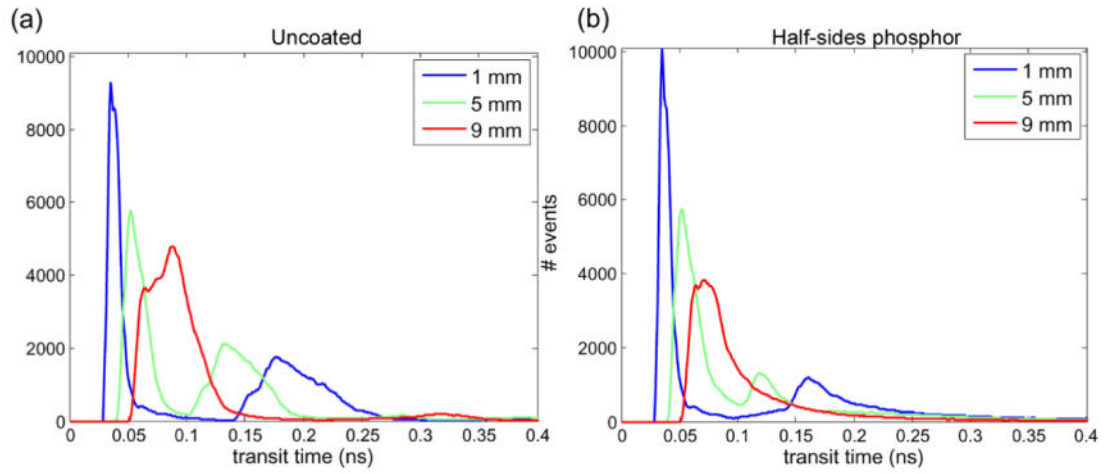 (a)
Uncoated
10000
8000
6000
4000
2000
0
0 0.05 0.1 0.15 0.2 0.25 0.3 0.35 0.4
transit time (ns)
1 mm
5 mm
9 mm
(b)
Half-sides phosphor
# events
10000
8000
6000
4000
2000
0
0 0.05 0.1 0.15 0.2 0.25 0.3 0.35 0.4
transit time (ns)
1 mm
5 mm
9 mm